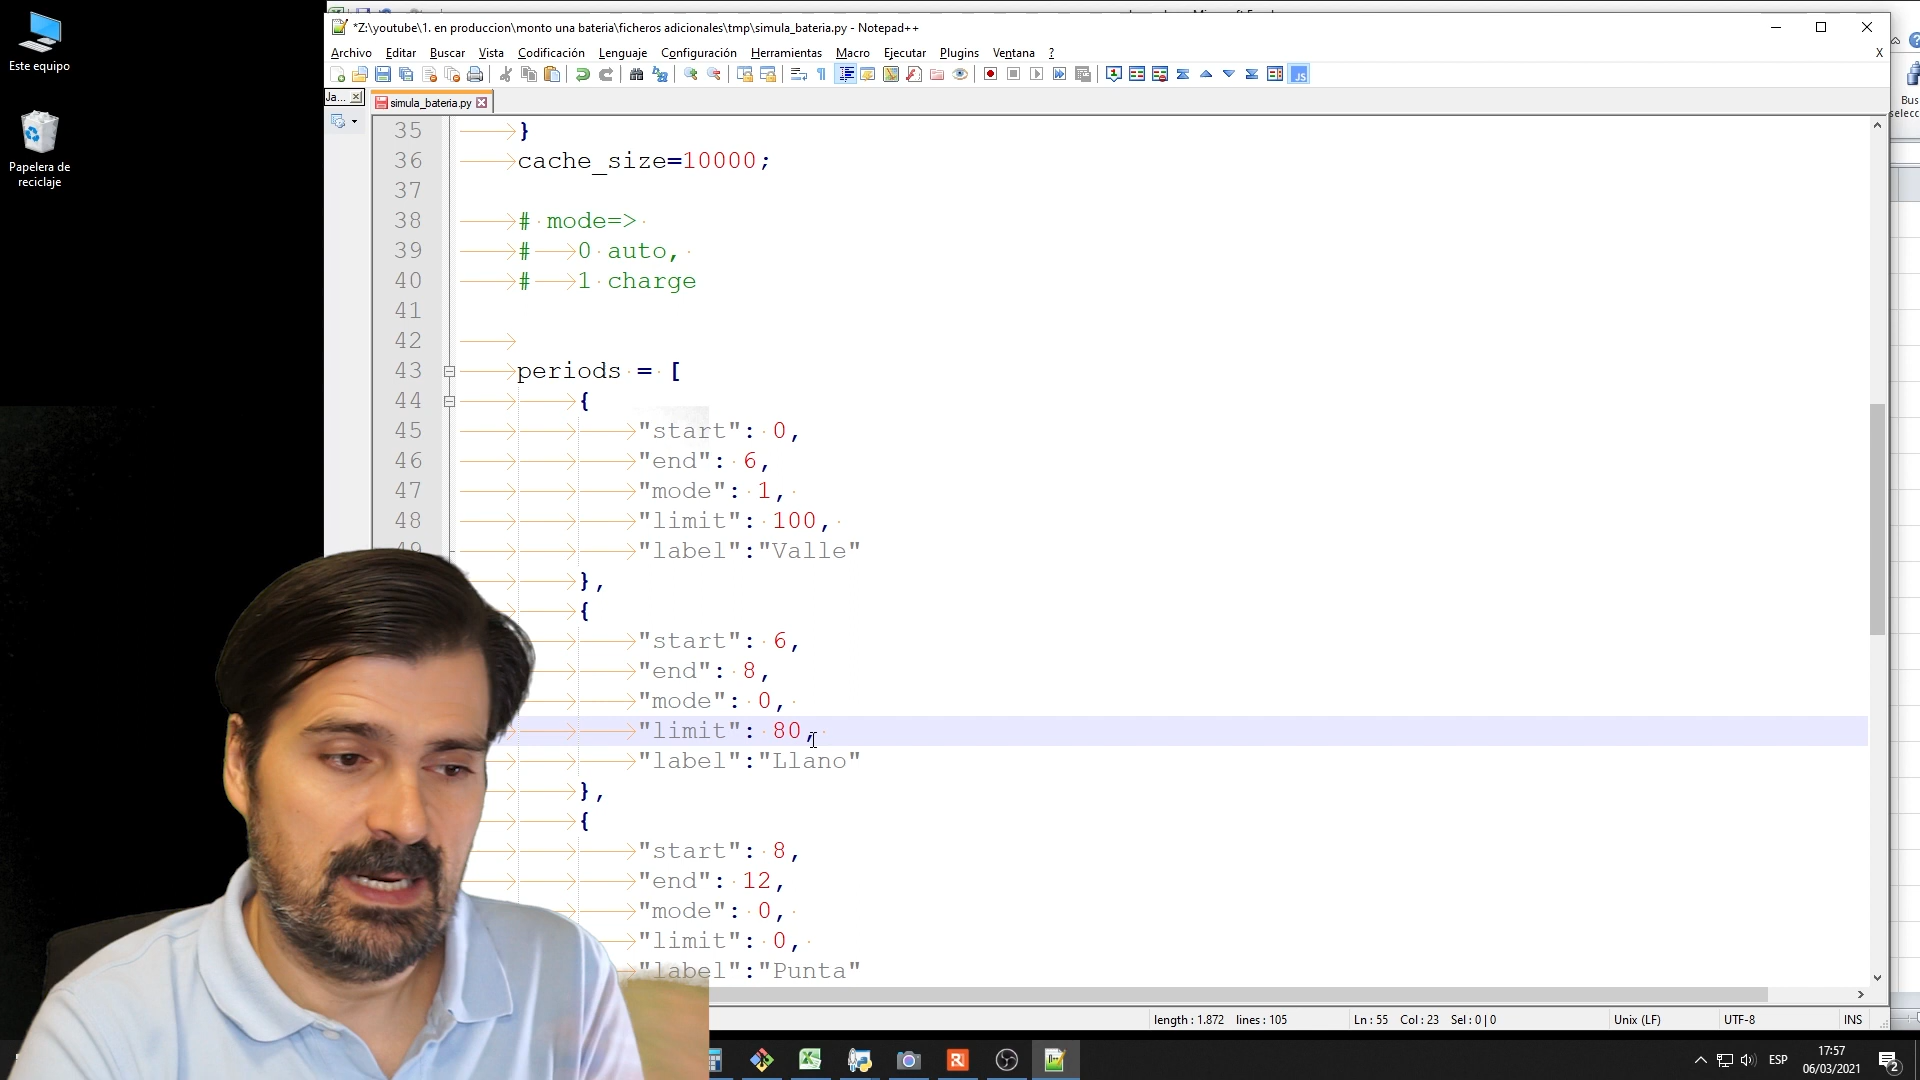 *Z:\youtube\1. en produccion\monto una bateria\ficheros adicionales\tmp\simula_bateria.py - Notepad++
Archivo Editar Buscar Vista Codificación Lenguaje Configuración Herramientas Macro Ejecutar Plugins Ventana ? X
Ja...
simula_bateria.py
Este equipo
Papelera de
reciclaje
35 }
36 cache_size=10000;
37
38 # mode=>
39 # 0 auto,
40 # 1 charge
41
42
43 periods = [
44 {
45 "start": 0,
46 "end": 6,
47 "mode": 1,
48 "limit": 100,
49 "label":"Valle"
},
{
"start": 6,
"end": 8,
"mode": 0,
"limit": 80,
"label":"Llano"
},
{
"start": 8,
"end": 12,
"mode": 0,
"limit": 0,
"label":"Punta"
length : 1.872 lines : 105 Ln : 55 Col : 23 Sel : 0 | 0 Unix (LF) UTF-8 INS
ESP
17:57
06/03/2021
2
Bus
selecc